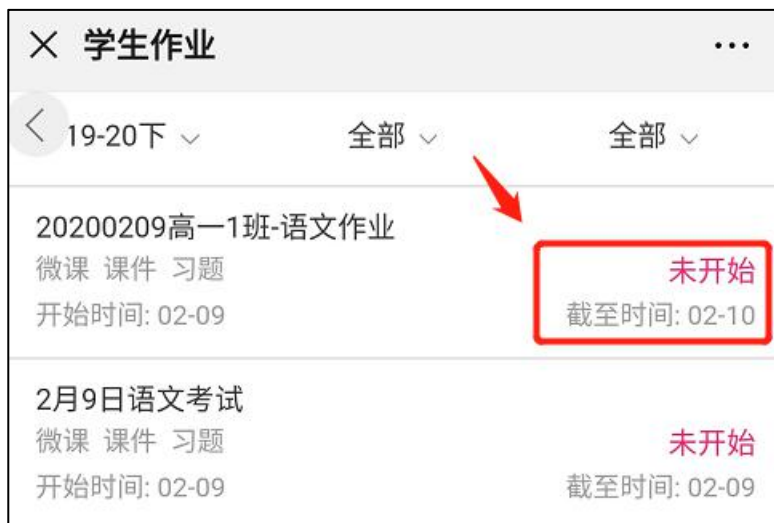 学生作业
19-20下 全部 全部
20200209高一1班-语文作业
微课 课件 习题 未开始
开始时间: 02-09 截至时间: 02-10
2月9日语文考试
微课 课件 习题 未开始
开始时间: 02-09 截至时间: 02-09